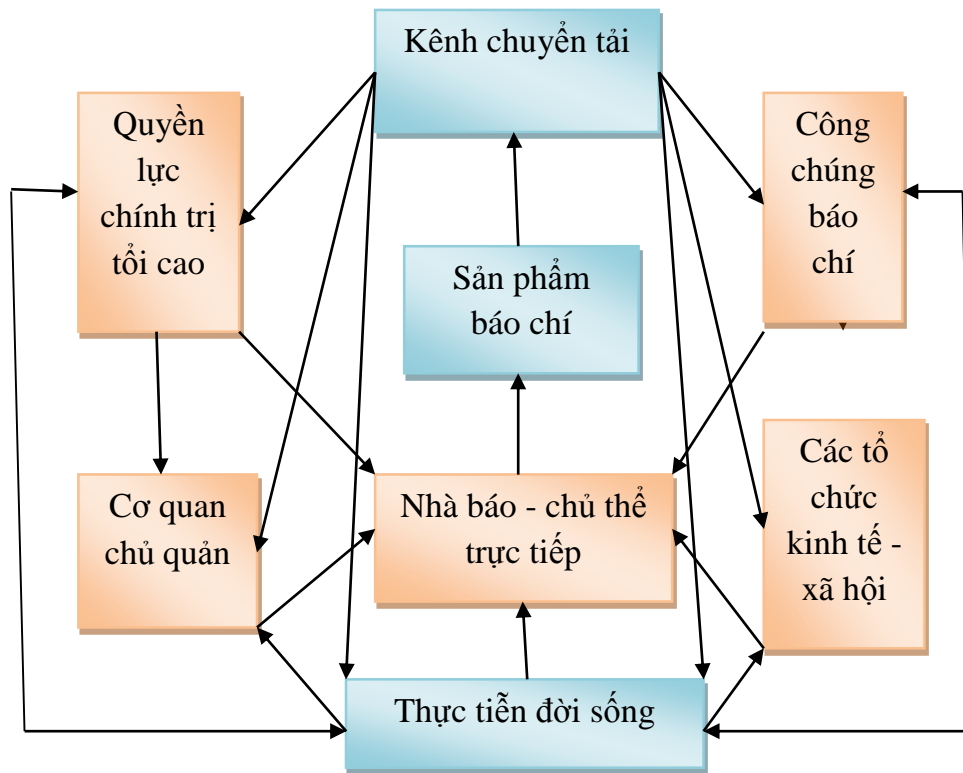 Kênh chuyển tải
Quyền
lực
chính trị
tổi cao
Công
chúng
báo
chí
Sản phẩm
báo chí
Cơ quan
chủ quản
Nhà báo - chủ thể
trực tiếp
Các tổ
chức
kinh tế -
xã hội
Thực tiễn đời sống